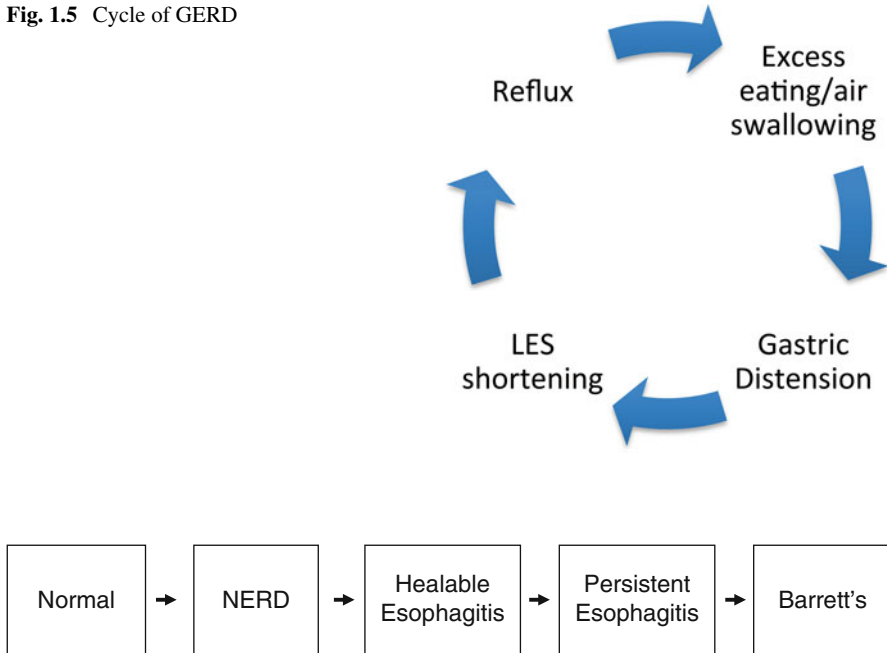 Fig. 1.5 Cycle of GERD
Reflux
Excess
eating/air
swallowing
LES
shortening
Gastric
Distension
Normal
NERD
Healable
Esophagitis
Persistent
Esophagitis
Barrett's